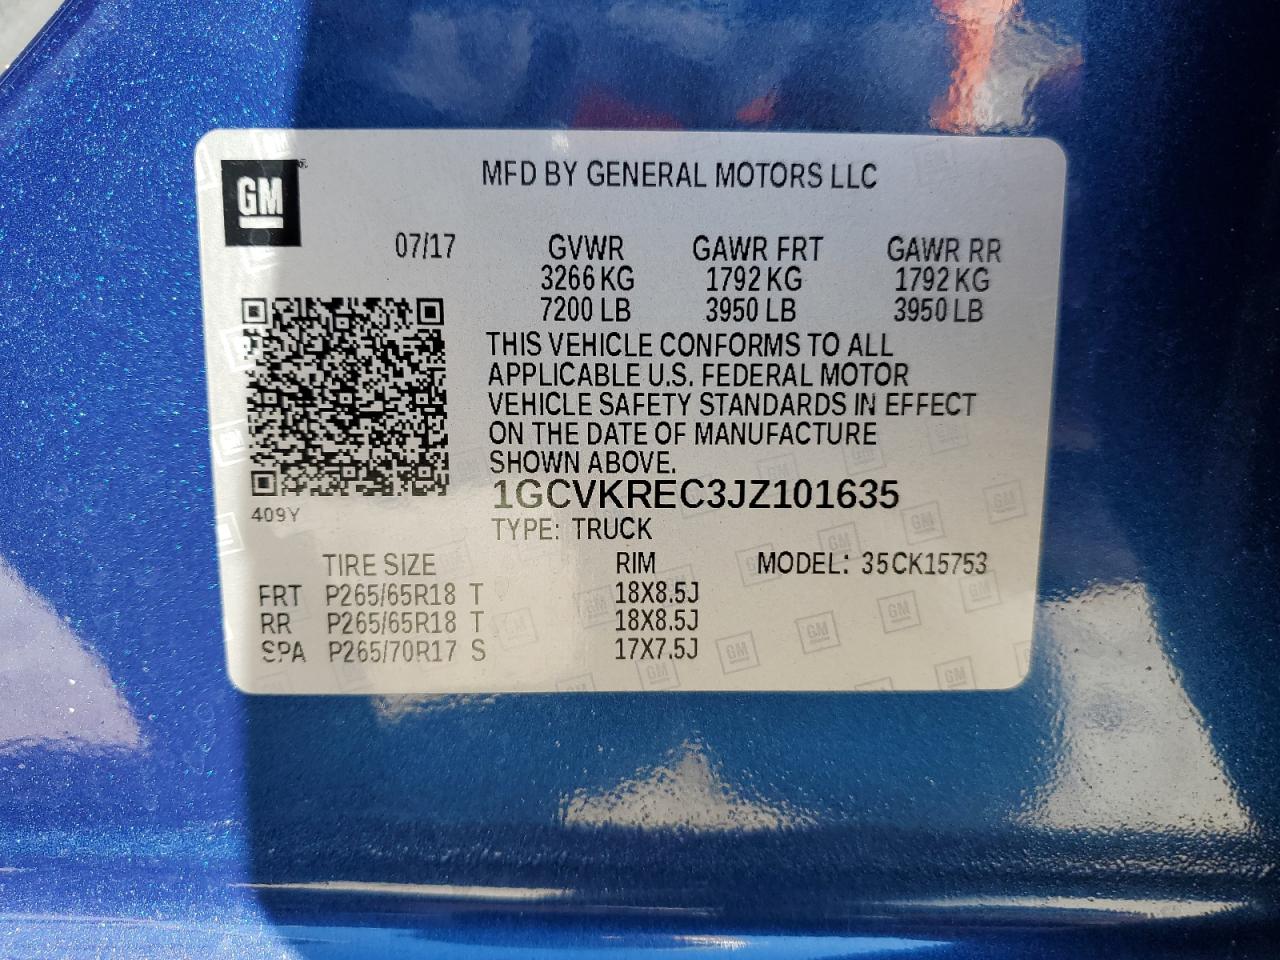 GM
MFD BY GENERAL MOTORS LLC
07/17 GVWR GAWR FRT GAWR RR
3266 KG 1792 KG 1792 KG
7200 LB 3950 LB 3950 LB
THIS VEHICLE CONFORMS TO ALL
APPLICABLE U.S. FEDERAL MOTOR
VEHICLE SAFETY STANDARDS IN EFFECT
ON THE DATE OF MANUFACTURE
SHOWN ABOVE.
1GCVKREC3JZ101635
409Y
TYPE: TRUCK
TIRE SIZE RIM MODEL: 35CK15753
FRT P265/65R18 T 18X8.5J
RR P265/65R18 T 18X8.5J
SPA P265/70R17 S 17X7.5J